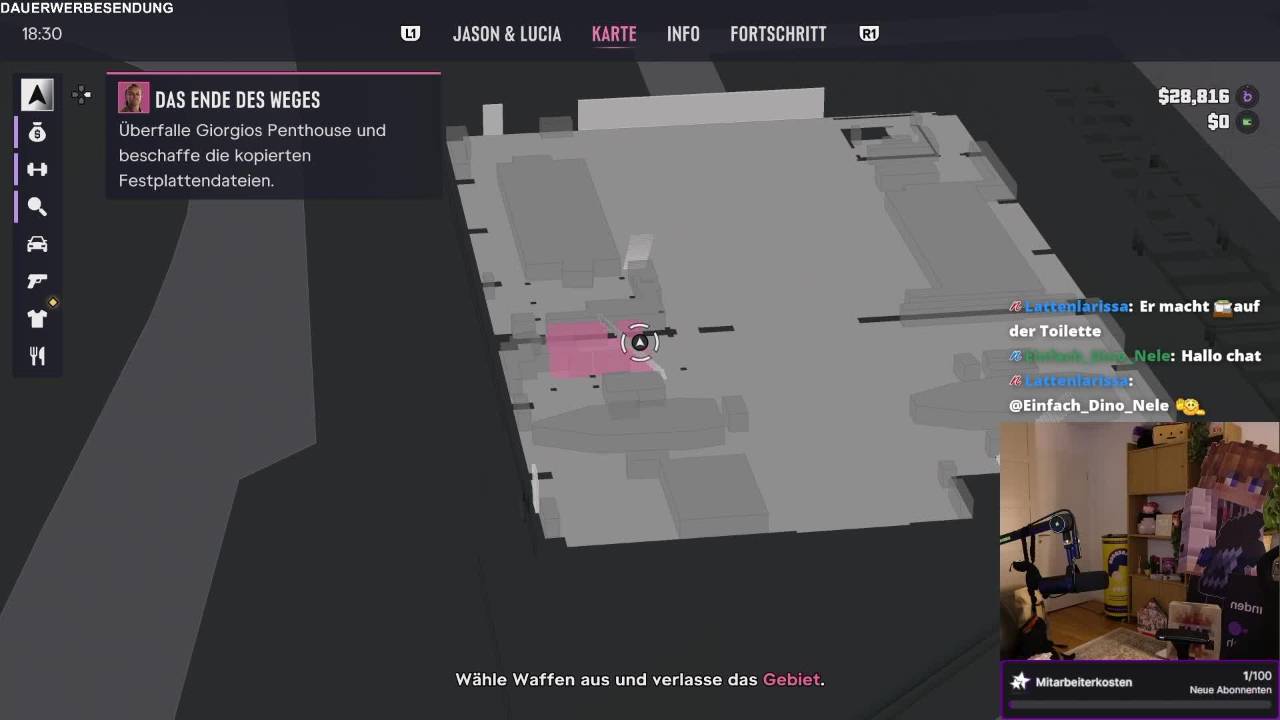 DAUERWERBESENDUNG
18:30
L1 JASON & LUCIA KARTE INFO FORTSCHRITT R1
DAS ENDE DES WEGES
Überfalle Giorgios Penthouse und
beschaffe die kopierten
Festplattendateien.
$28,816
$0
Lattenlarissa: Er macht auf
der Toilette
Einfach_Dino_Nele: Hallo chat
Lattenlarissa:
@Einfach_Dino_Nele
Wähle Waffen aus und verlasse das Gebiet.
Mitarbeiterkosten
1/100
Neue Abonnenten